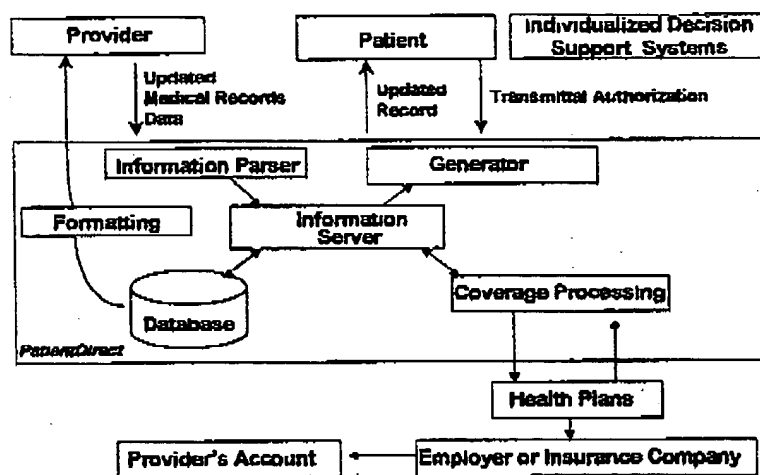 Provider
Patient
Individualized Decision
Support Systems
Updated
Medical Records
Data
Updated
Record
Transmittal Authorization
Information Parser
Generator
Formatting
Information
Server
Database
Coverage Processing
PatientDirect
Health Plans
Provider's Account
Employer or Insurance Company